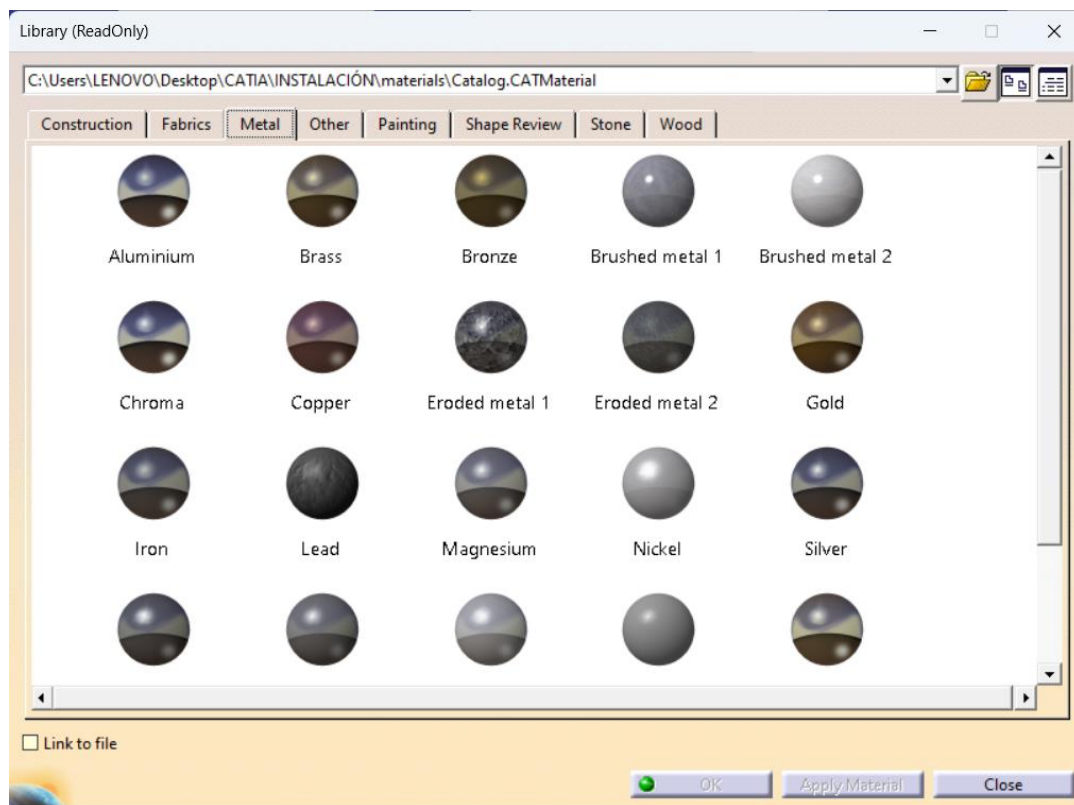 Library (ReadOnly)
C:\Users\LENOVO\Desktop\CATIA\INSTALACIÓN\materials\Catalog.CATMaterial
Construction Fabrics Metal Other Painting Shape Review Stone Wood
Aluminium Brass Bronze Brushed metal 1 Brushed metal 2
Chroma Copper Eroded metal 1 Eroded metal 2 Gold
Iron Lead Magnesium Nickel Silver
Link to file
OK Apply Material Close